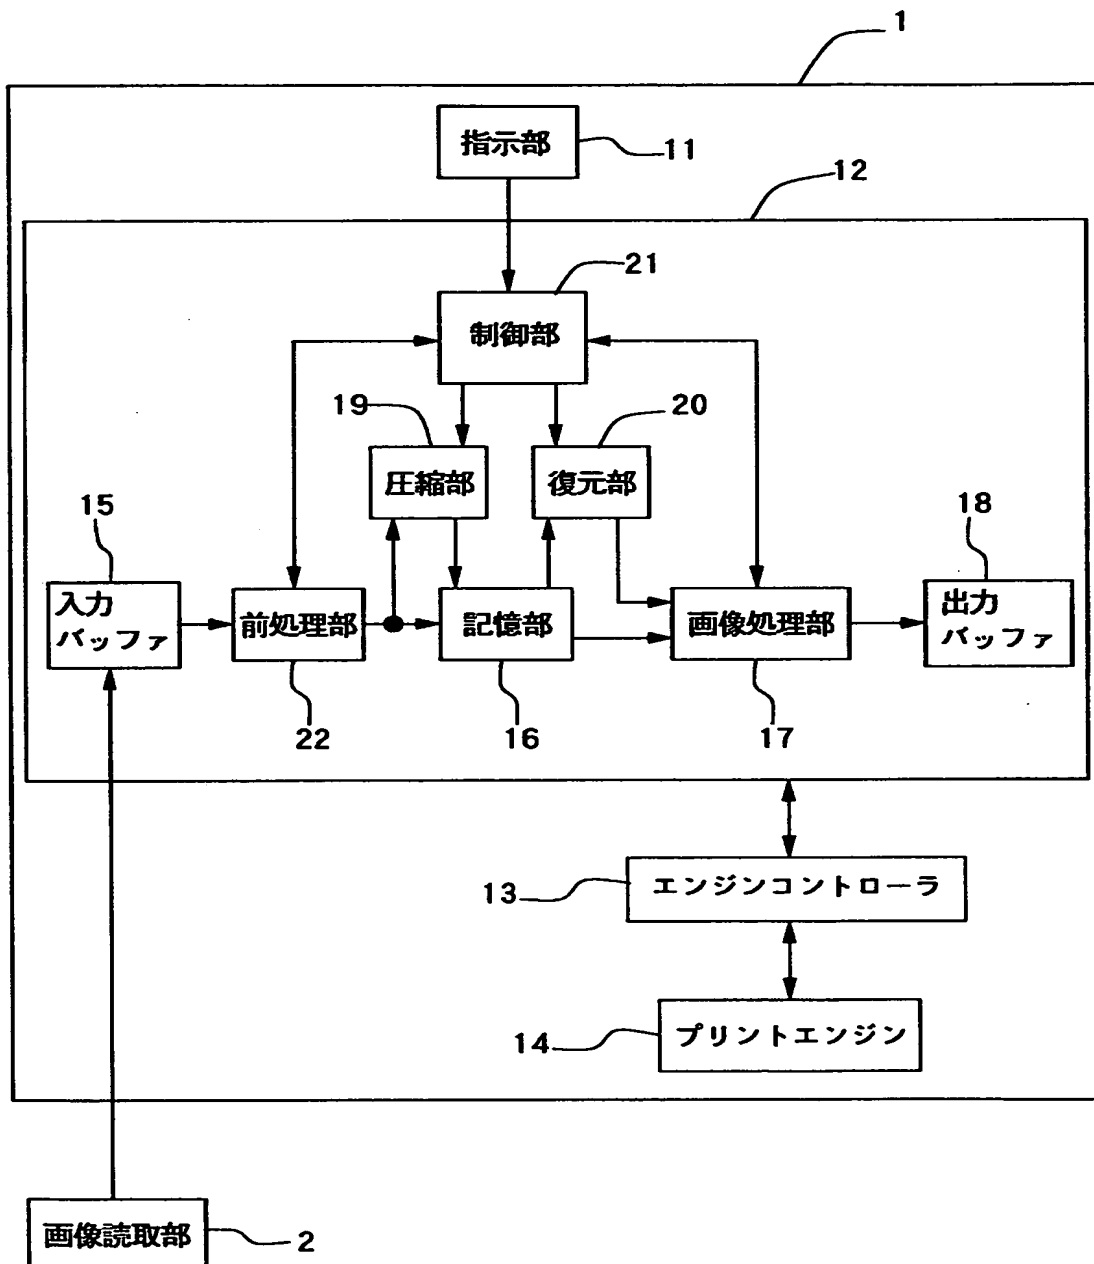 1
指示部
11
12
21
制御部
19
20
圧縮部
復元部
15
18
入力
バッファ
前処理部
記憶部
画像処理部
出力
バッファ
22
16
17
13
エンジンコントローラ
14
プリントエンジン
画像読取部
2